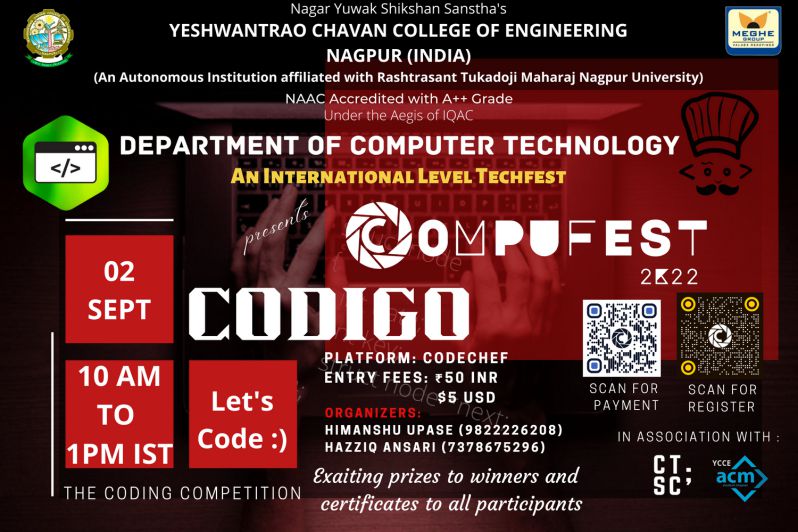 Nagar Yuwak Shikshan Sanstha's
YESHWANTRAO CHAVAN COLLEGE OF ENGINEERING
NAGPUR (INDIA)
(An Autonomous Institution affiliated with Rashtrasant Tukadoji Maharaj Nagpur University)
NAAC Accredited with A++ Grade
Under the Aegis of IQAC
MEGHE
GROUP
VALUES REDEFINED
</>
DEPARTMENT OF COMPUTER TECHNOLOGY
AN INTERNATIONAL LEVEL TECHFEST
presents
COMPUFEST
2K22
02
SEPT
CODIGO
10 AM
TO
1PM IST
Let's
Code :)
PLATFORM: CODECHEF
ENTRY FEES: ₹50 INR
$5 USD
ORGANIZERS:
HIMANSHU UPASE (9822226208)
HAZZIQ ANSARI (7378675296)
SCAN FOR
PAYMENT
SCAN FOR
REGISTER
IN ASSOCIATION WITH :
CT
SC;
YCCE
acm
THE CODING COMPETITION
Exaiting prizes to winners and
certificates to all participants